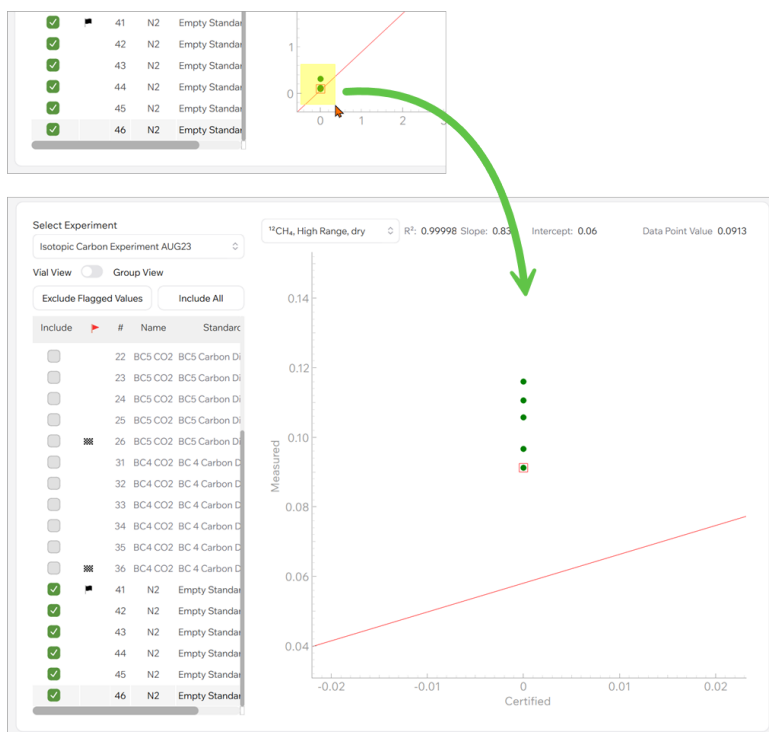 41 N2 Empty Standar
42 N2 Empty Standar
43 N2 Empty Standar
44 N2 Empty Standar
45 N2 Empty Standar
46 N2 Empty Standar
1
0
0 1 2 3
Select Experiment
Isotopic Carbon Experiment AUG23
Vial View Group View
Exclude Flagged Values Include All
Include # Name Standard
22 BC5 CO2 BC5 Carbon Di
23 BC5 CO2 BC5 Carbon Di
24 BC5 CO2 BC5 Carbon Di
25 BC5 CO2 BC5 Carbon Di
26 BC5 CO2 BC5 Carbon Di
31 BC4 CO2 BC 4 Carbon D
32 BC4 CO2 BC 4 Carbon D
33 BC4 CO2 BC 4 Carbon D
34 BC4 CO2 BC 4 Carbon D
35 BC4 CO2 BC 4 Carbon D
36 BC4 CO2 BC 4 Carbon D
41 N2 Empty Standar
42 N2 Empty Standar
43 N2 Empty Standar
44 N2 Empty Standar
45 N2 Empty Standar
46 N2 Empty Standar
¹²CH₄, High Range, dry R²: 0.99998 Slope: 0.83 Intercept: 0.06 Data Point Value 0.0913
0.14
0.12
0.10
0.08
0.06
0.04
Measured
-0.02 -0.01 0 0.01 0.02
Certified